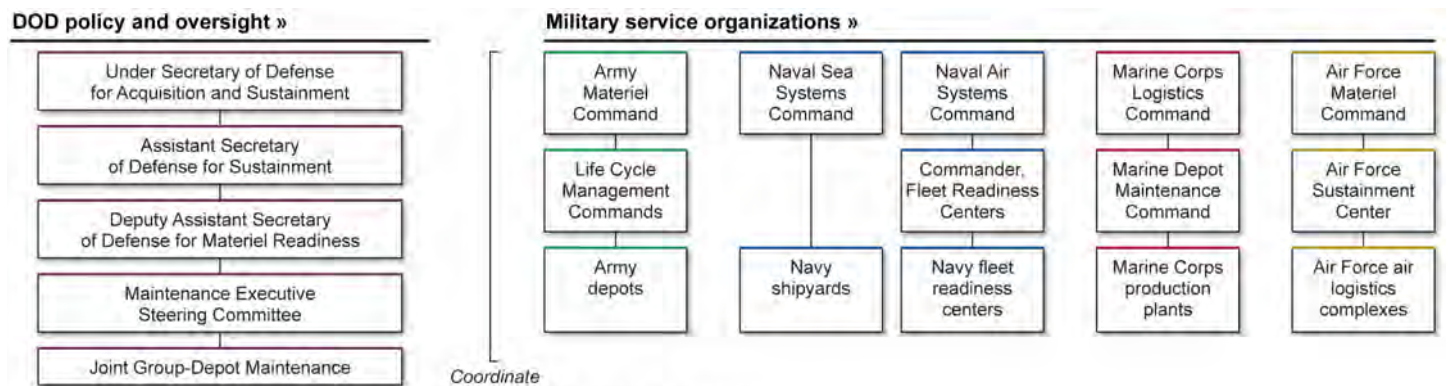 DOD policy and oversight »
Under Secretary of Defense
for Acquisition and Sustainment
Assistant Secretary
of Defense for Sustainment
Deputy Assistant Secretary
of Defense for Materiel Readiness
Maintenance Executive
Steering Committee
Joint Group-Depot Maintenance
Coordinate
Military service organizations »
Army
Materiel
Command
Life Cycle
Management
Commands
Army
depots
Naval Sea
Systems
Command
Navy
shipyards
Naval Air
Systems
Command
Commander,
Fleet Readiness
Centers
Navy fleet
readiness
centers
Marine Corps
Logistics
Command
Marine Depot
Maintenance
Command
Marine Corps
production
plants
Air Force
Materiel
Command
Air Force
Sustainment
Center
Air Force air
logistics
complexes